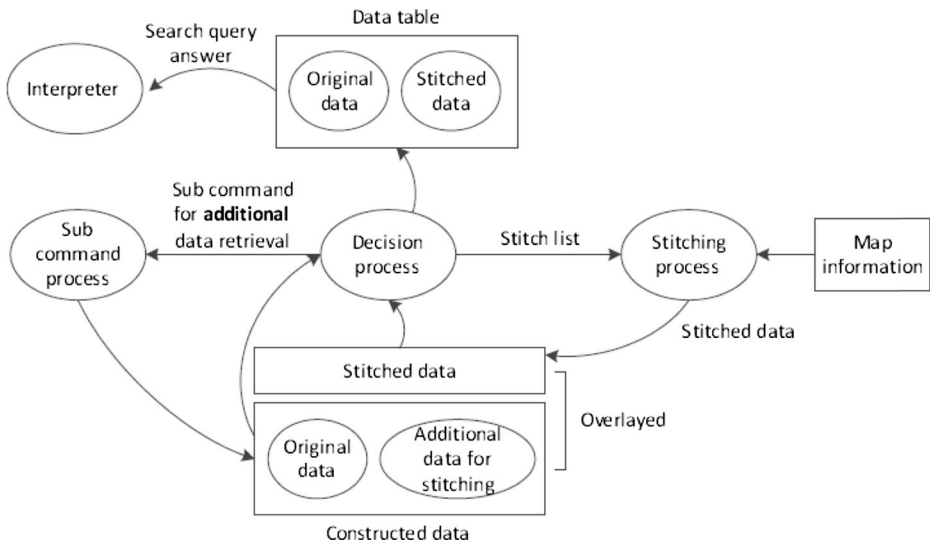 Data table
Search query
answer
Interpreter
Original
data
Stitched
data
Sub command
for additional
data retrieval
Sub
command
process
Decision
process
Stitch list
Stitching
process
Map
information
Stitched data
Stitched data
Overlayed
Original
data
Additional
data for
stitching
Constructed data